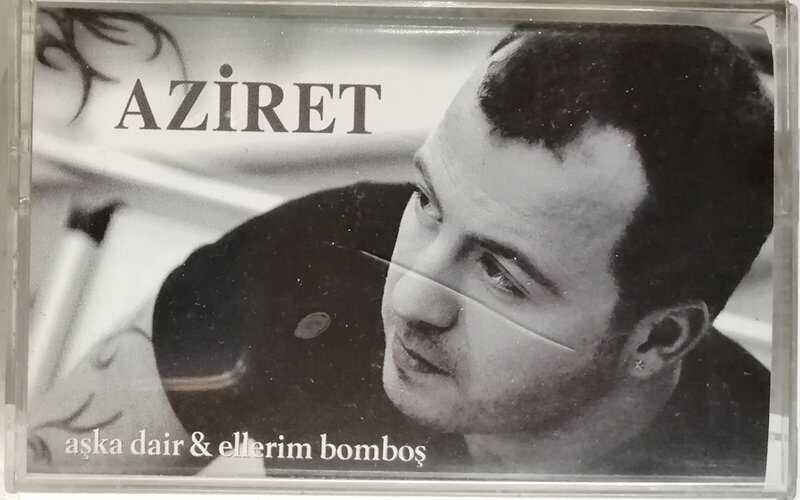 AZİRET
aşka dair & ellerim bomboş